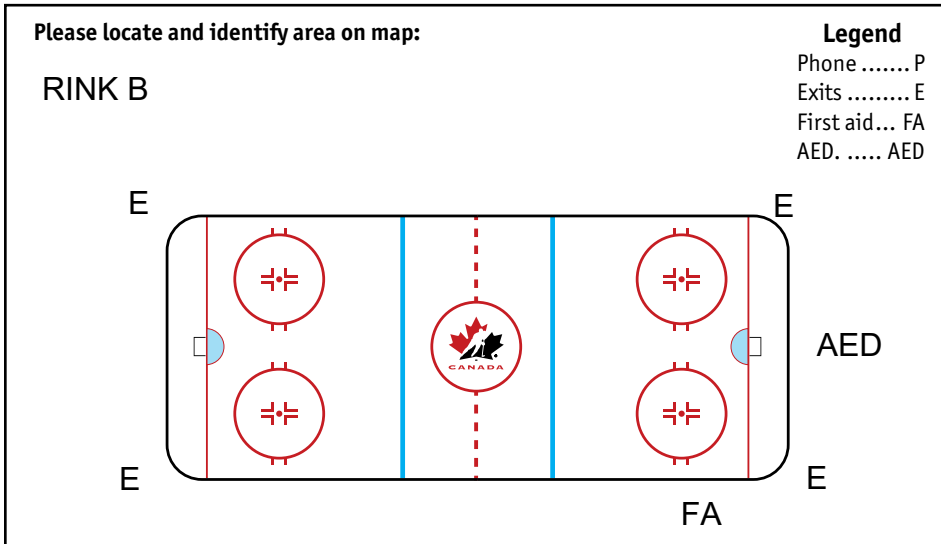 Please locate and identify area on map:
Legend
Phone ....... P
Exits ......... E
First aid... FA
AED. ..... AED
RINK B
E
E
CANADA
AED
E
E
FA